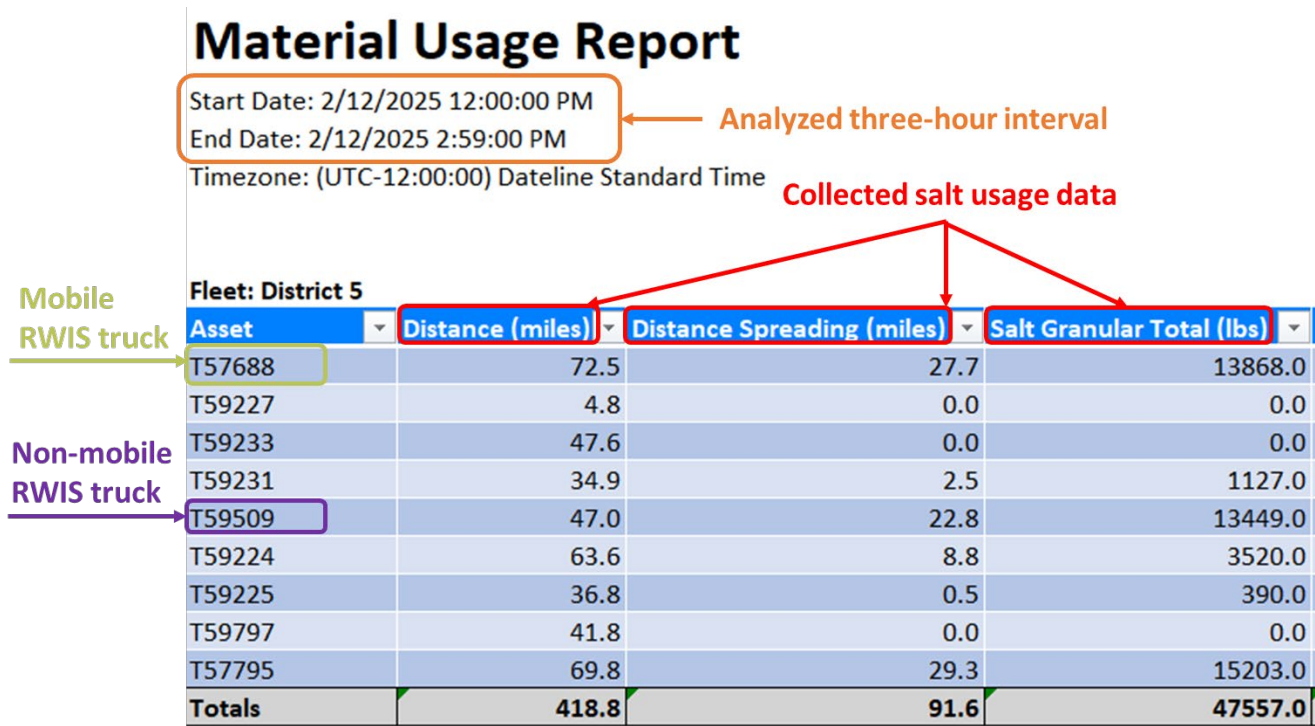 Material Usage Report
Start Date: 2/12/2025 12:00:00 PM
End Date: 2/12/2025 2:59:00 PM
Analyzed three-hour interval
Timezone: (UTC-12:00:00) Dateline Standard Time
Collected salt usage data
Fleet: District 5
Mobile
RWIS truck
Asset Distance (miles) Distance Spreading (miles) Salt Granular Total (lbs)
T57688 72.5 27.7 13868.0
T59227 4.8 0.0 0.0
T59233 47.6 0.0 0.0
Non-mobile
RWIS truck
T59231 34.9 2.5 1127.0
T59509 47.0 22.8 13449.0
T59224 63.6 8.8 3520.0
T59225 36.8 0.5 390.0
T59797 41.8 0.0 0.0
T57795 69.8 29.3 15203.0
Totals 418.8 91.6 47557.0